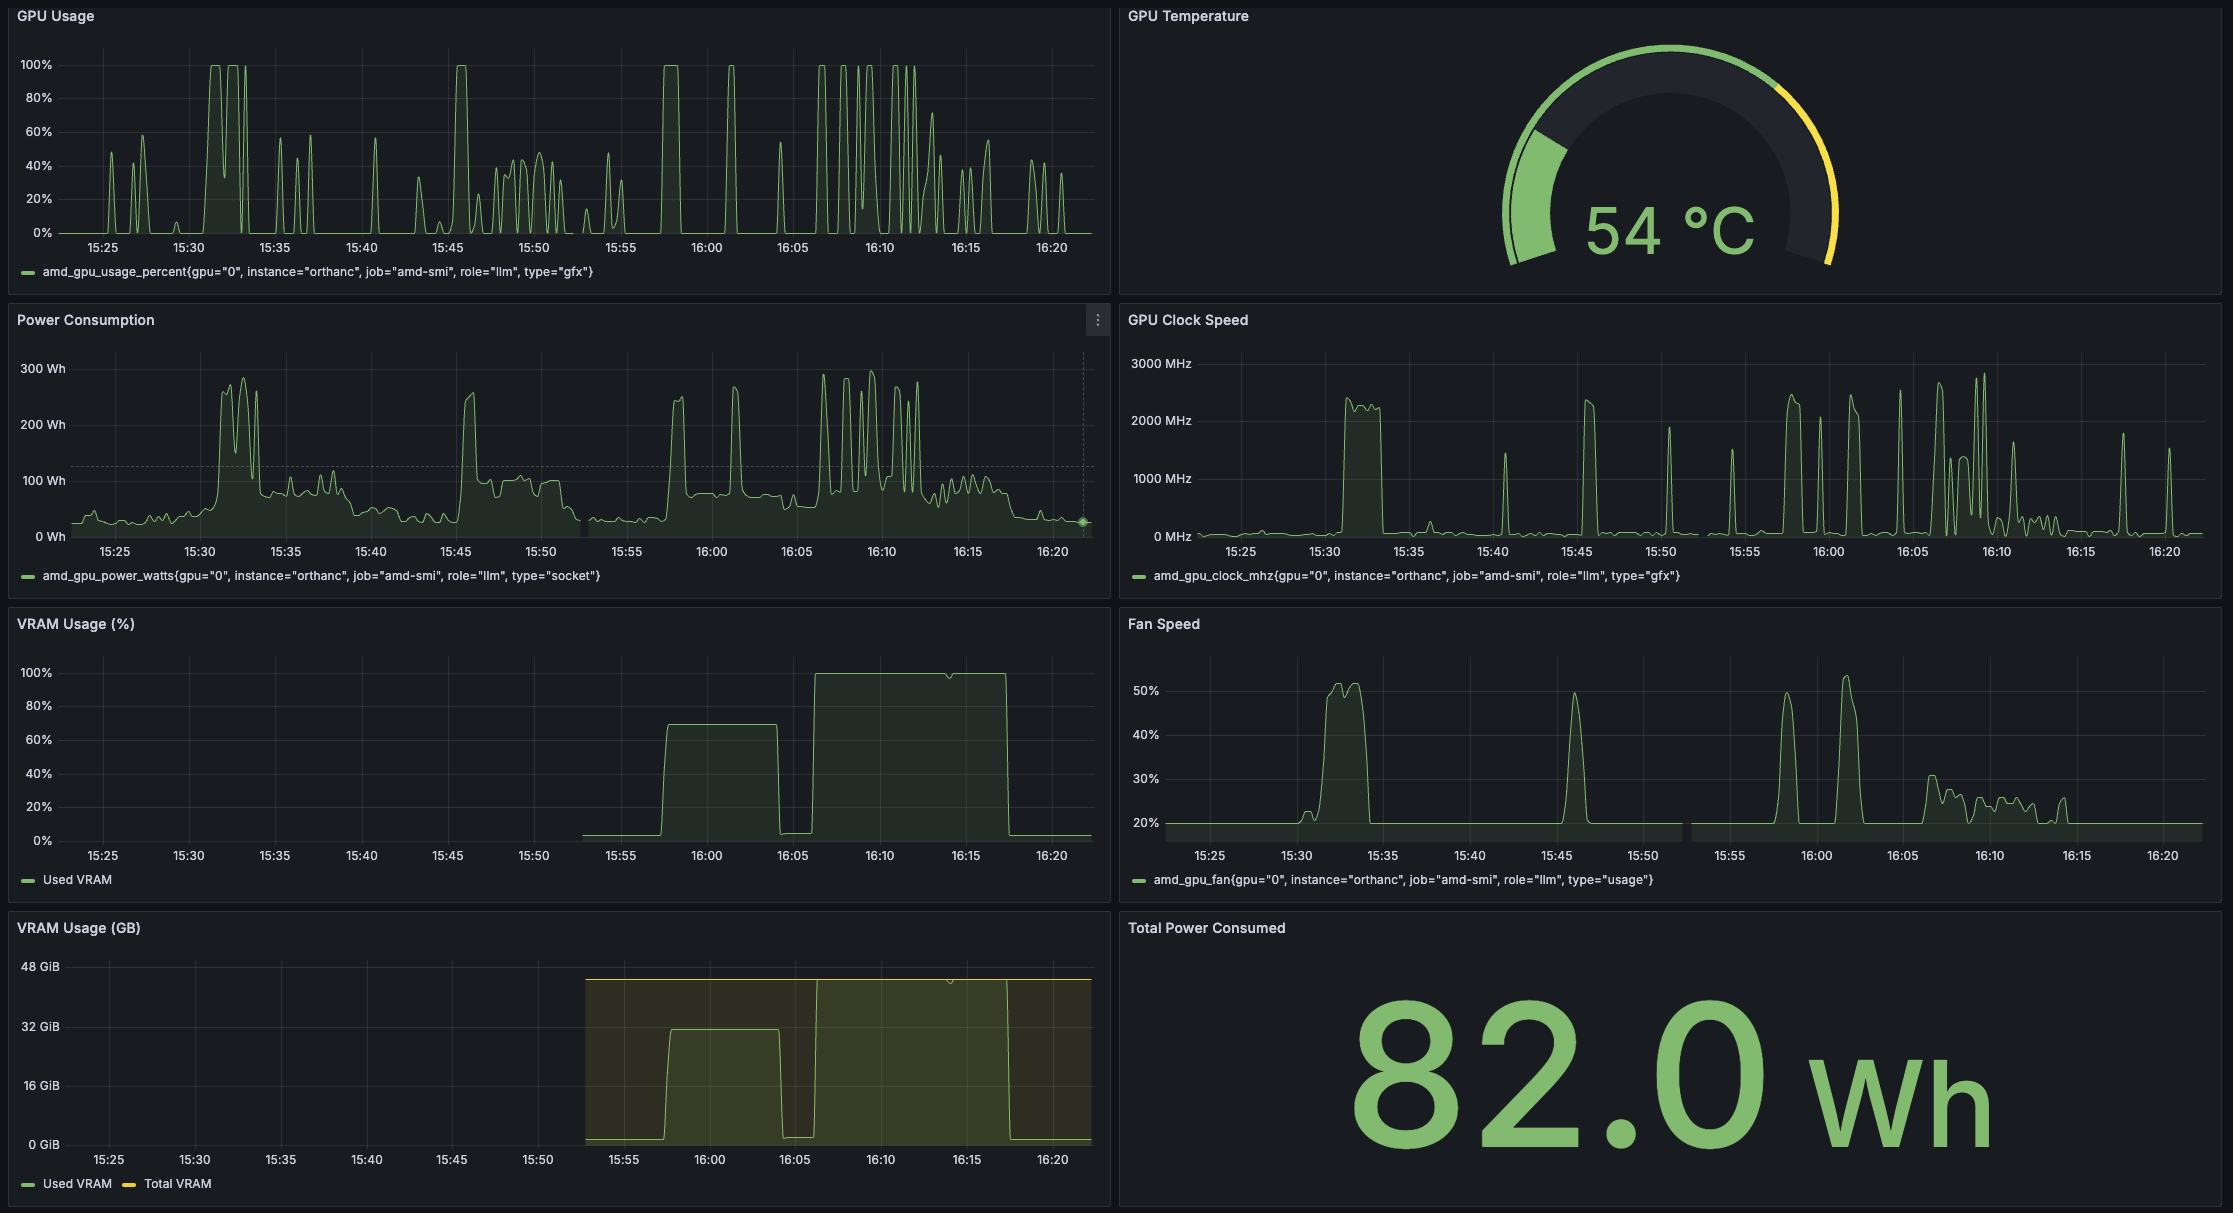 GPU Usage
100%
80%
60%
40%
20%
0%
15:25 15:30 15:35 15:40 15:45 15:50 15:55 16:00 16:05 16:10 16:15 16:20
amd_gpu_usage_percent{gpu="0", instance="orthanc", job="amd-smi", role="llm", type="gfx"}
GPU Temperature
54 °C
Power Consumption
300 Wh
200 Wh
100 Wh
0 Wh
15:25 15:30 15:35 15:40 15:45 15:50 15:55 16:00 16:05 16:10 16:15 16:20
amd_gpu_power_watts{gpu="0", instance="orthanc", job="amd-smi", role="llm", type="socket"}
GPU Clock Speed
3000 MHz
2000 MHz
1000 MHz
0 MHz
15:25 15:30 15:35 15:40 15:45 15:50 15:55 16:00 16:05 16:10 16:15 16:20
amd_gpu_clock_mhz{gpu="0", instance="orthanc", job="amd-smi", role="llm", type="gfx"}
VRAM Usage (%)
100%
80%
60%
40%
20%
0%
15:25 15:30 15:35 15:40 15:45 15:50 15:55 16:00 16:05 16:10 16:15 16:20
Used VRAM
Fan Speed
50%
40%
30%
20%
15:25 15:30 15:35 15:40 15:45 15:50 15:55 16:00 16:05 16:10 16:15 16:20
amd_gpu_fan{gpu="0", instance="orthanc", job="amd-smi", role="llm", type="usage"}
VRAM Usage (GB)
48 GiB
32 GiB
16 GiB
0 GiB
15:25 15:30 15:35 15:40 15:45 15:50 15:55 16:00 16:05 16:10 16:15 16:20
Used VRAM Total VRAM
Total Power Consumed
82.0 Wh